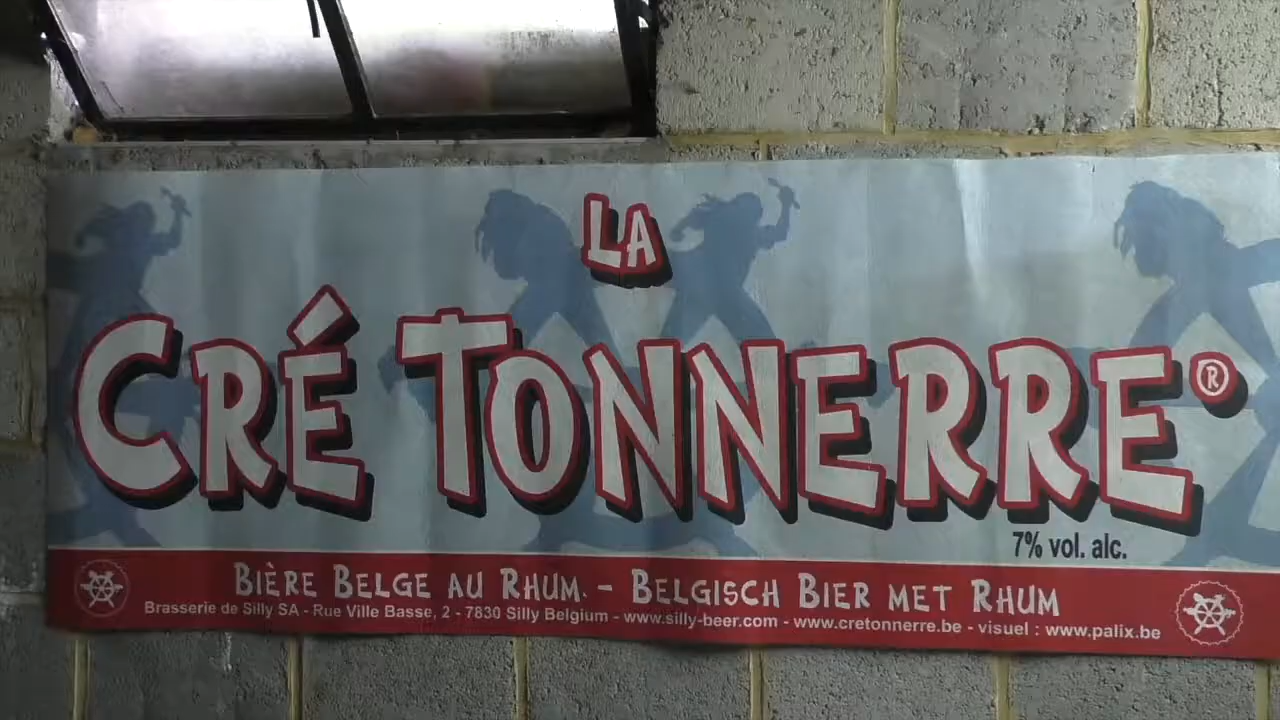 LA
CRÉ TONNERRE®
7% vol. alc.
BIÈRE BELGE AU RHUM. - BELGISCH BIER MET RHUM
Brasserie de Silly SA - Rue Ville Basse, 2 - 7830 Silly Belgium - www.silly-beer.com - www.cretonnerre.be - visuel : www.palix.be